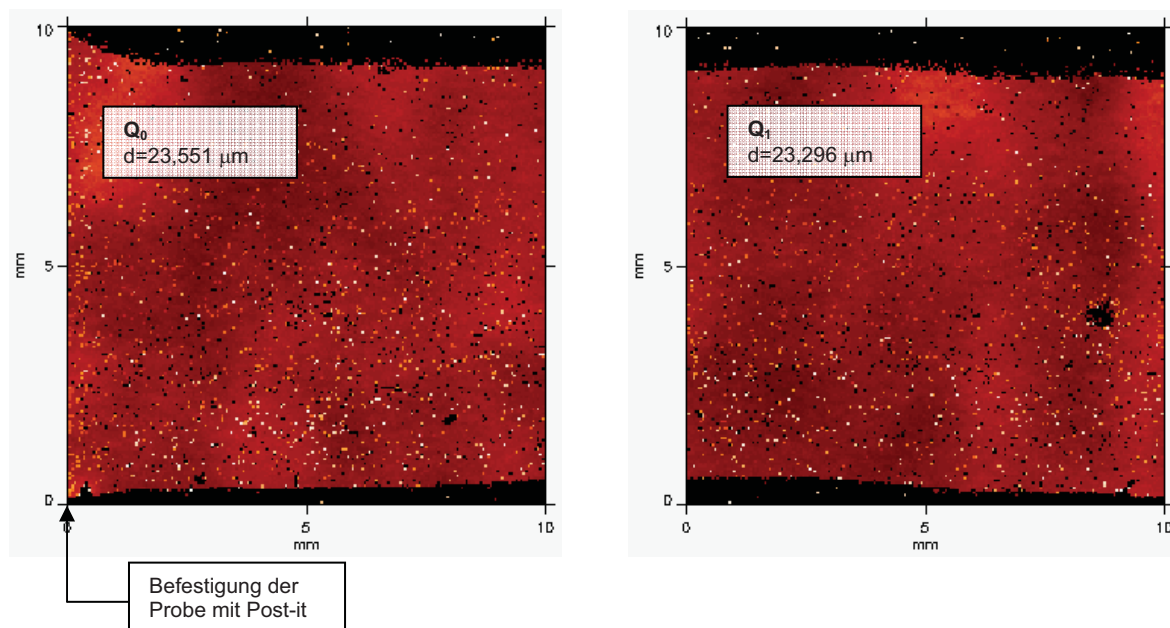 10
Q0
d=23,551 μm
mm
5
0
0
5
10
mm
Befestigung der
Probe mit Post-it
10
Q1
d=23,296 μm
mm
5
0
0
5
10
mm